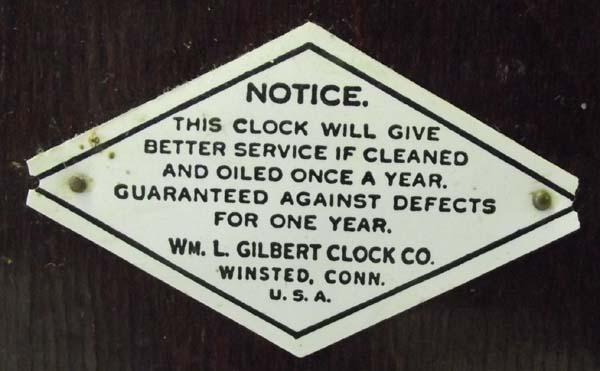 NOTICE.
THIS CLOCK WILL GIVE
BETTER SERVICE IF CLEANED
AND OILED ONCE A YEAR.
GUARANTEED AGAINST DEFECTS
FOR ONE YEAR.
WM. L. GILBERT CLOCK CO.
WINSTED, CONN.
U. S. A.